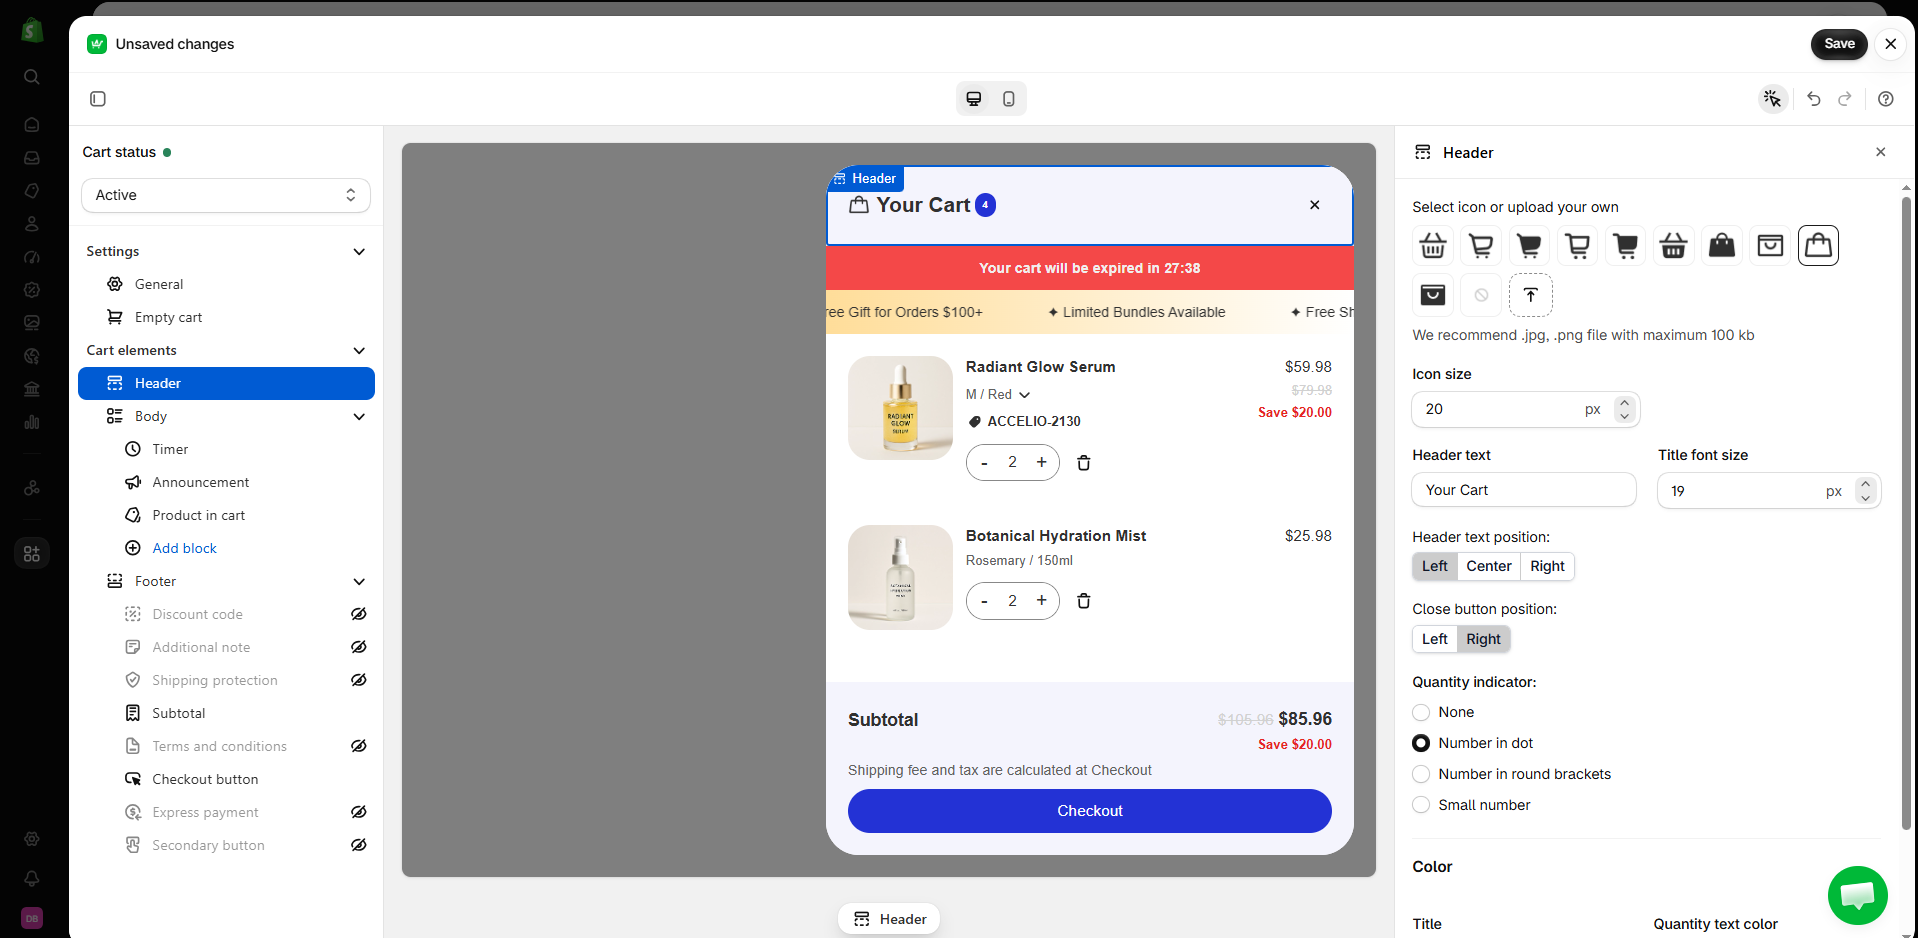 Unsaved changes
Save
Cart status
Active
Settings
General
Empty cart
Cart elements
Header
Body
Timer
Announcement
Product in cart
Add block
Footer
Discount code
Additional note
Shipping protection
Subtotal
Terms and conditions
Checkout button
Express payment
Secondary button
DB
Header
Your Cart 4
Your cart will be expired in 27:38
ree Gift for Orders $100+ ✦ Limited Bundles Available ✦ Free Sh
RADIANT
GLOW
SERUM
Radiant Glow Serum $59.98
M / Red $79.98
Save $20.00
ACCELIO-2130
- 2 +
BOTANICAL
HYDRATION
MIST
Botanical Hydration Mist $25.98
Rosemary / 150ml
- 2 +
Subtotal $105.96 $85.96
Save $20.00
Shipping fee and tax are calculated at Checkout
Checkout
Header
Header
Select icon or upload your own
We recommend .jpg, .png file with maximum 100 kb
Icon size
20 px
Header text Title font size
Your Cart 19 px
Header text position:
Left Center Right
Close button position:
Left Right
Quantity indicator:
None
Number in dot
Number in round brackets
Small number
Color
Title Quantity text color